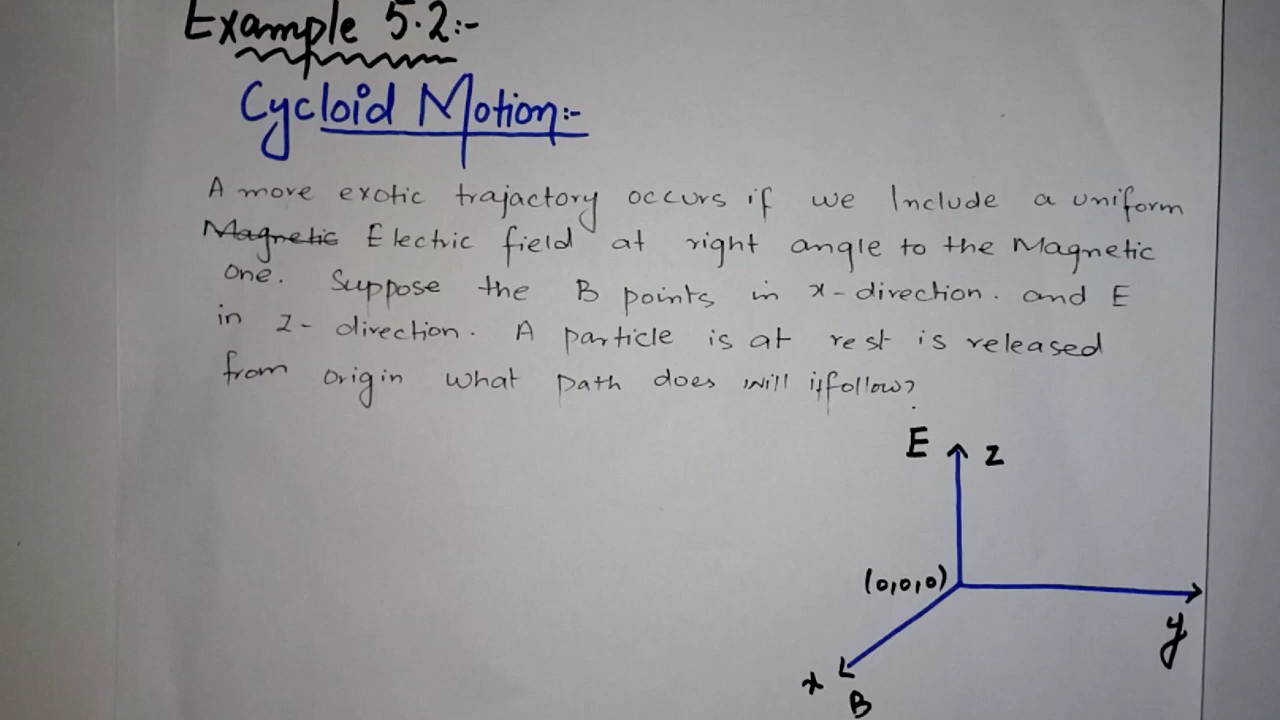 Example 5.2:-
Cycloid Motion:-
A more exotic trajactory occurs if we Include a uniform
Magnetic Electric field at right angle to the Magnetic
one. Suppose the B points in x-direction. and E
in z-direction. A particle is at rest is released
from origin what path does will it follow?
E z
(0,0,0)
y
x
B